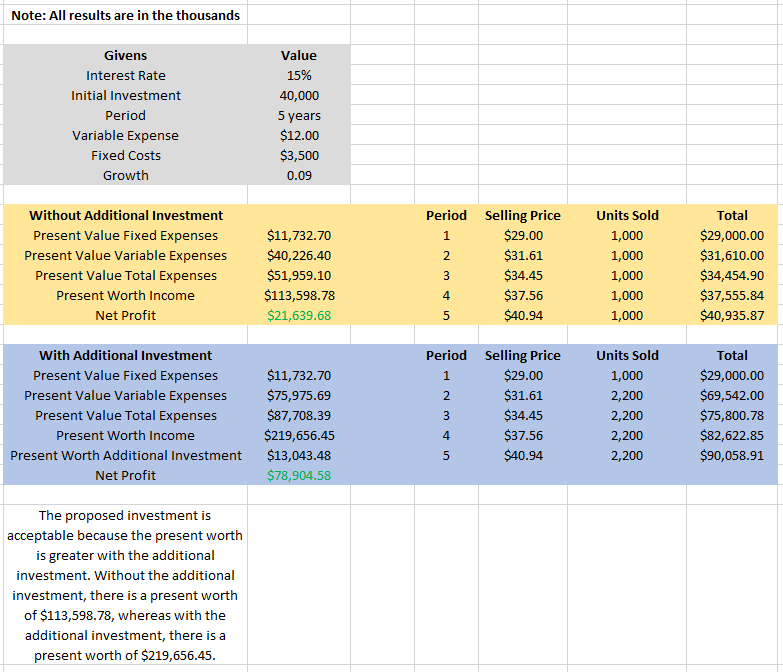 Note: All results are in the thousands
Givens Value
Interest Rate 15%
Initial Investment 40,000
Period 5 years
Variable Expense $12.00
Fixed Costs $3,500
Growth 0.09
Without Additional Investment Period Selling Price Units Sold Total
Present Value Fixed Expenses $11,732.70 1 $29.00 1,000 $29,000.00
Present Value Variable Expenses $40,226.40 2 $31.61 1,000 $31,610.00
Present Value Total Expenses $51,959.10 3 $34.45 1,000 $34,454.90
Present Worth Income $113,598.78 4 $37.56 1,000 $37,555.84
Net Profit $21,639.68 5 $40.94 1,000 $40,935.87
With Additional Investment Period Selling Price Units Sold Total
Present Value Fixed Expenses $11,732.70 1 $29.00 1,000 $29,000.00
Present Value Variable Expenses $75,975.69 2 $31.61 2,200 $69,542.00
Present Value Total Expenses $87,708.39 3 $34.45 2,200 $75,800.78
Present Worth Income $219,656.45 4 $37.56 2,200 $82,622.85
Present Worth Additional Investment $13,043.48 5 $40.94 2,200 $90,058.91
Net Profit $78,904.58
The proposed investment is
acceptable because the present worth
is greater with the additional
investment. Without the additional
investment, there is a present worth
of $113,598.78, whereas with the
additional investment, there is a
present worth of $219,656.45.